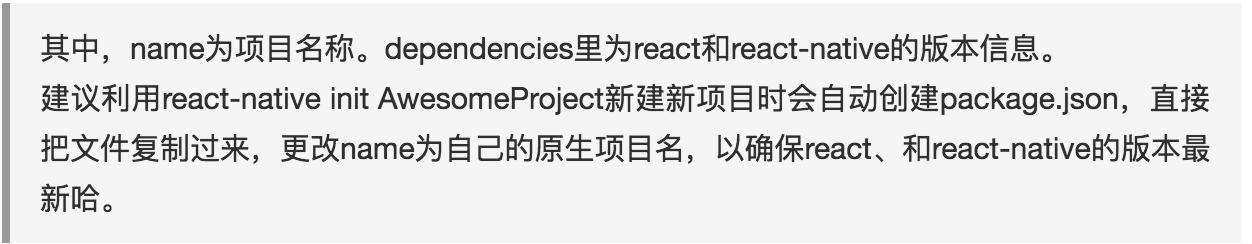 其中，name为项目名称。dependencies里为react和react-native的版本信息。
建议利用react-native init AwesomeProject新建新项目时会自动创建package.json，直接
把文件复制过来，更改name为自己的原生项目名，以确保react、和react-native的版本最
新哈。